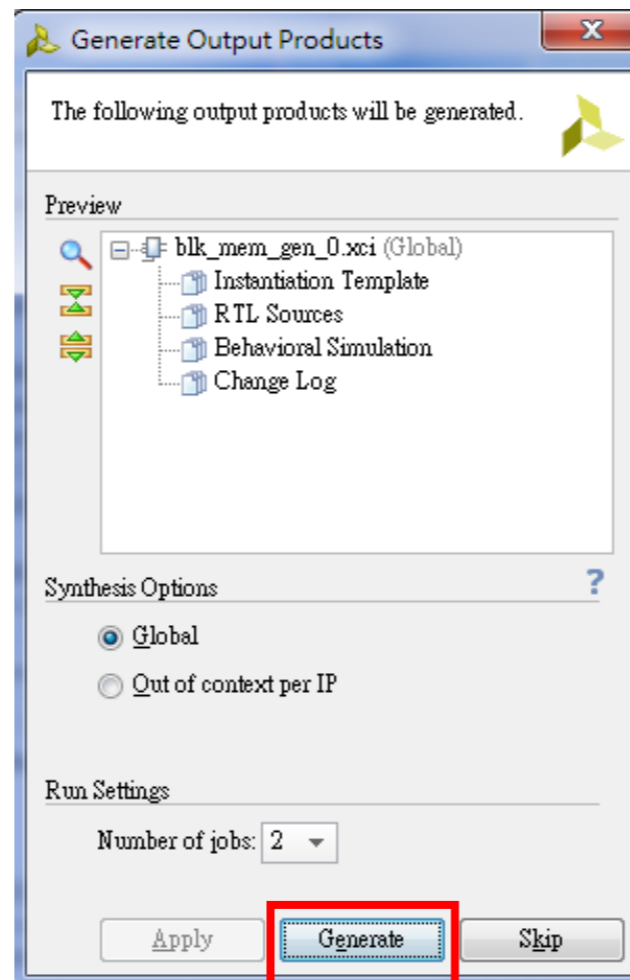 Generate Output Products
The following output products will be generated.
Preview
blk_mem_gen_0.xci (Global)
Instantiation Template
RTL Sources
Behavioral Simulation
Change Log
Synthesis Options
?
Global
Out of context per IP
Run Settings
Number of jobs: 2
Apply Generate Skip